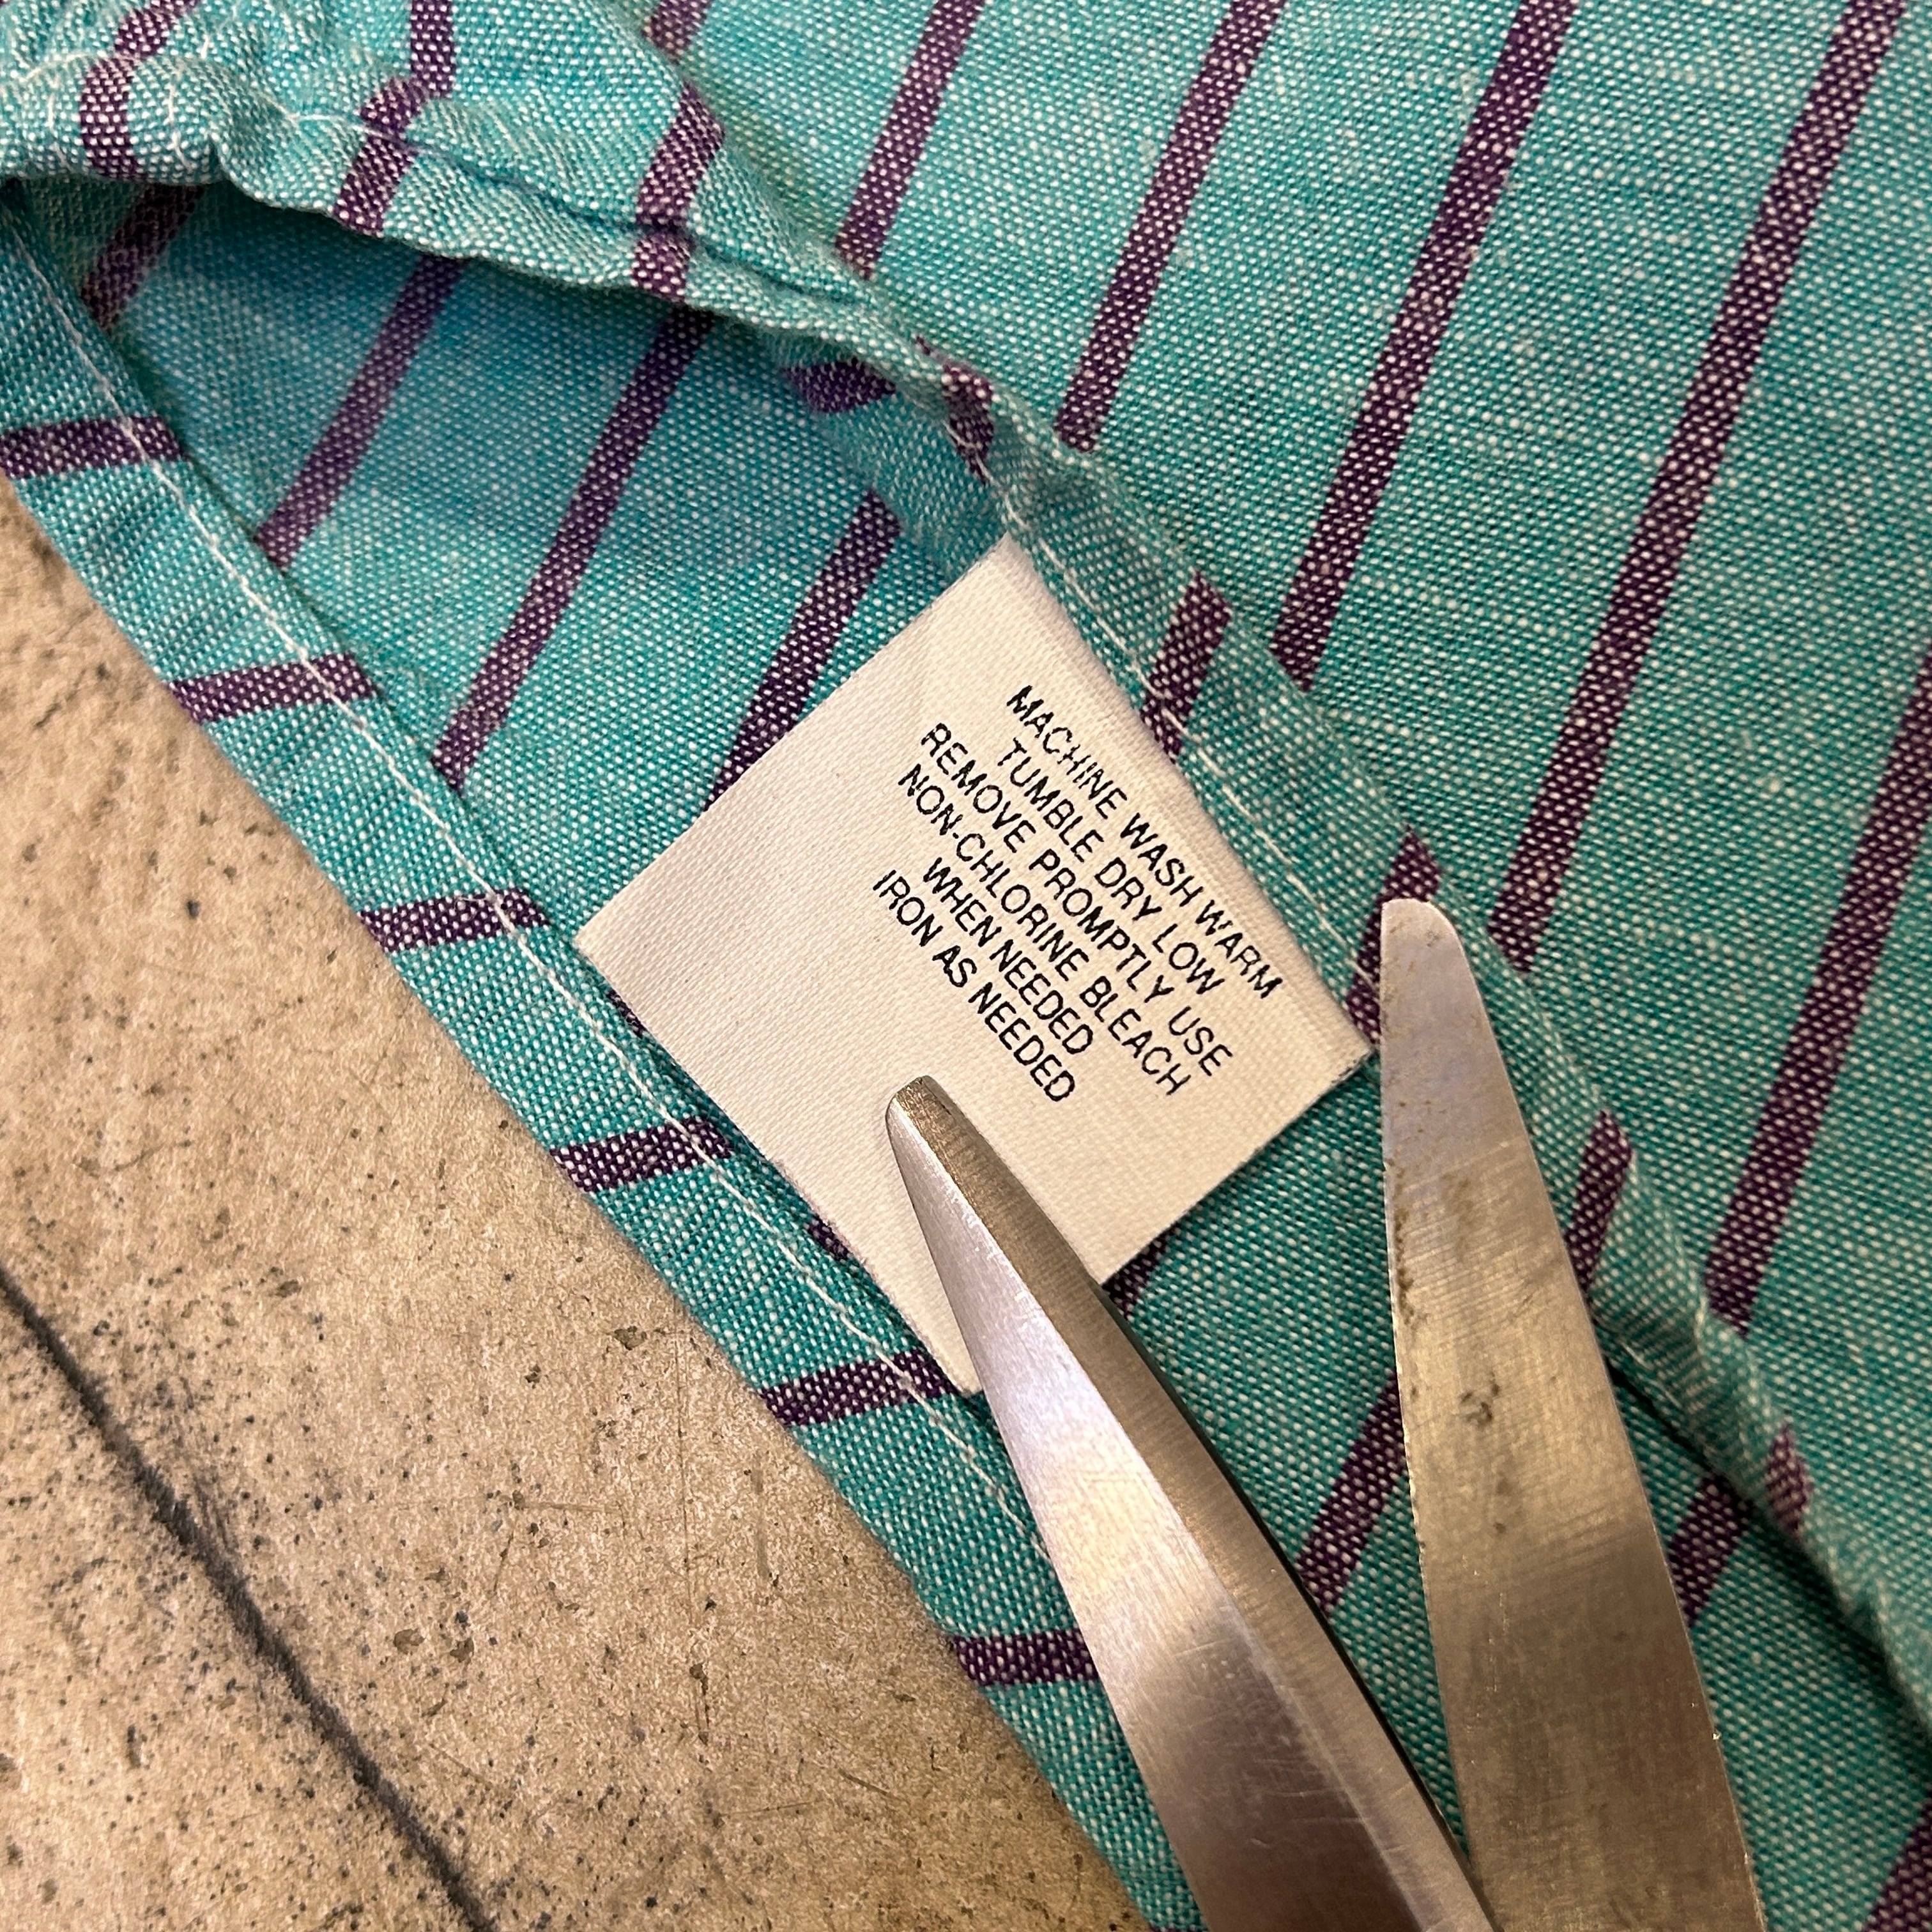 MACHINE WASH WARM
TUMBLE DRY LOW
REMOVE PROMPTLY USE
NON-CHLORINE BLEACH
WHEN NEEDED
IRON AS NEEDED